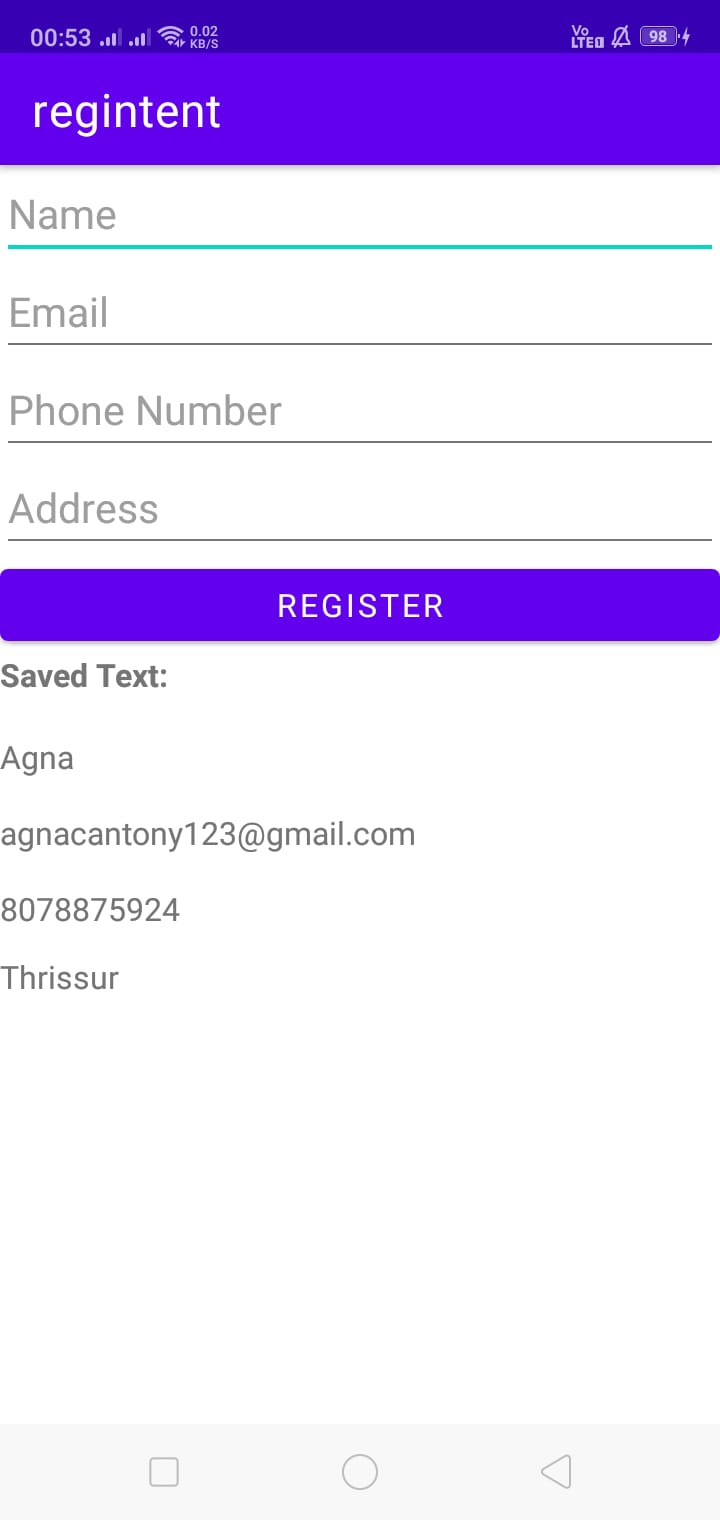 00:53 0.02 KB/S Vo LTE1 98
regintent
Name
Email
Phone Number
Address
REGISTER
Saved Text:
Agna
agnacantony123@gmail.com
8078875924
Thrissur